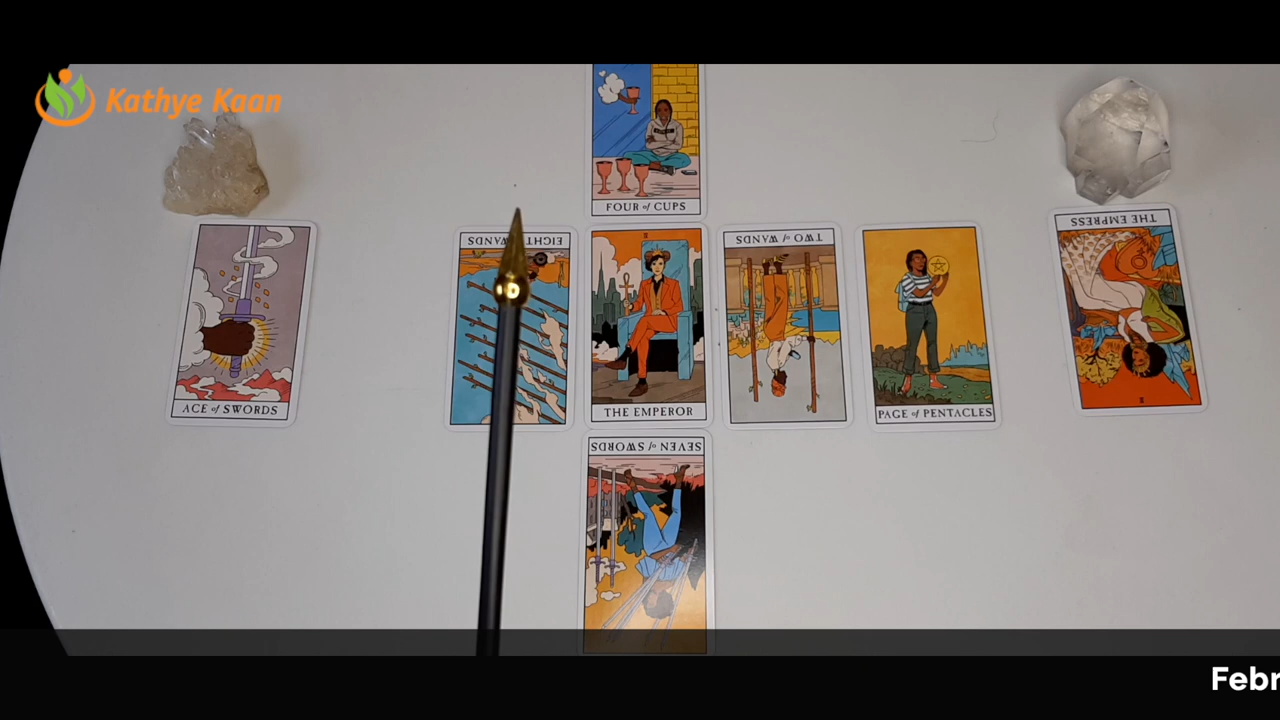 Kathye Kaan
FOUR of CUPS
THE EMPRESS
EIGHT WANDS
TWO of WANDS
ACE of SWORDS
THE EMPEROR
PAGE of PENTACLES
SEVEN of SWORDS
Febr